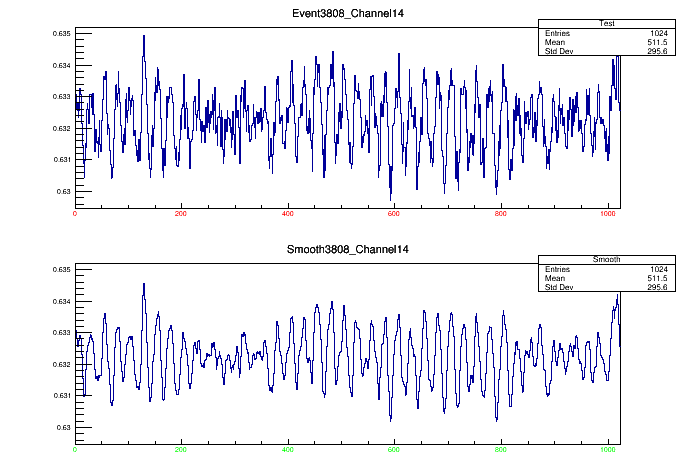 Event3808_Channel14
Test
Entries 1024
Mean 511.5
Std Dev 295.6
0.635
0.634
0.633
0.632
0.631
0.63
0 200 400 600 800 1000
Smooth3808_Channel14
Smooth
Entries 1024
Mean 511.5
Std Dev 295.6
0.635
0.634
0.633
0.632
0.631
0.63
0 200 400 600 800 1000